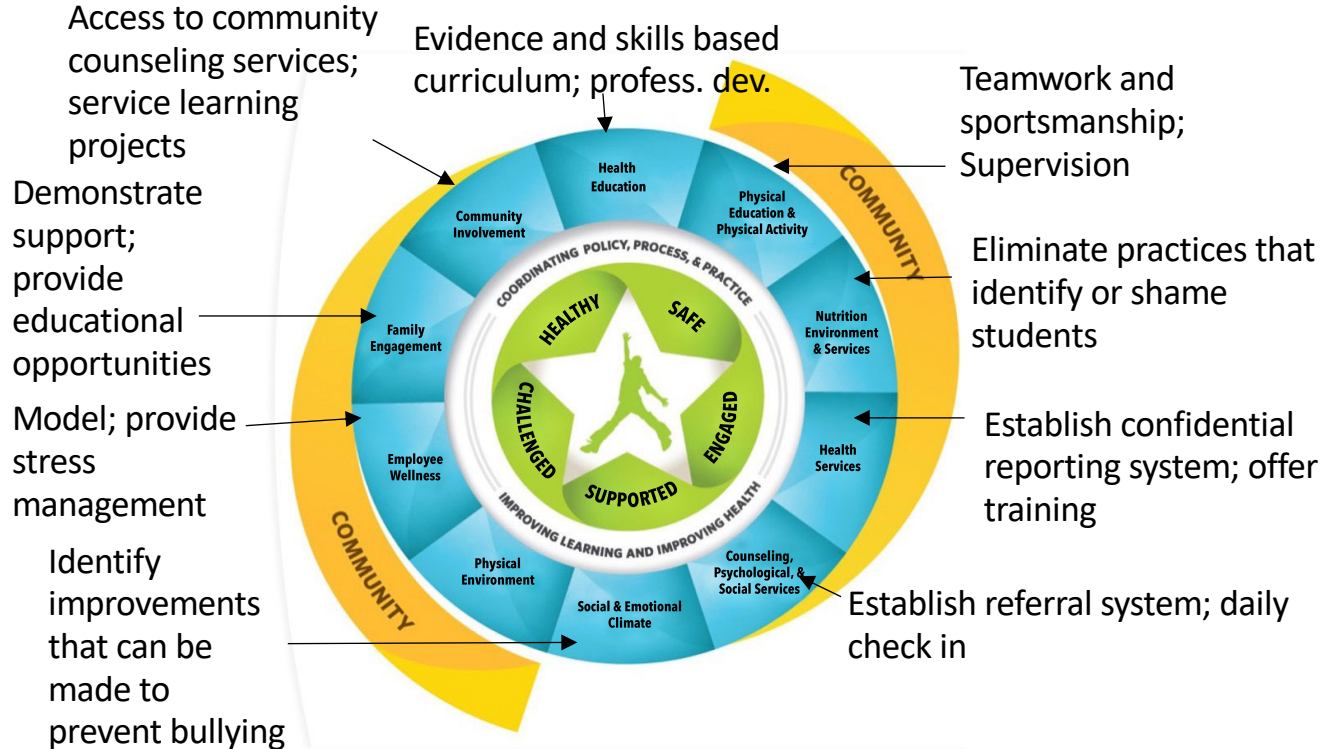 Access to community
counseling services;
service learning
projects
Evidence and skills based
curriculum; profess. dev.
Teamwork and
sportsmanship;
Supervision
Demonstrate
support;
provide
educational
opportunities
Eliminate practices that
identify or shame
students
Model; provide
stress
management
Establish confidential
reporting system; offer
training
Identify
improvements
that can be
made to
prevent bullying
Establish referral system; daily
check in
Health
Education
Physical
Education &
Physical Activity
Nutrition
Environment
& Services
Health
Services
Counseling,
Psychological, &
Social Services
Social & Emotional
Climate
Physical
Environment
Employee
Wellness
Family
Engagement
Community
Involvement
COMMUNITY
COMMUNITY
COORDINATING POLICY, PROCESS, & PRACTICE
IMPROVING LEARNING AND IMPROVING HEALTH
HEALTHY
SAFE
ENGAGED
SUPPORTED
CHALLENGED